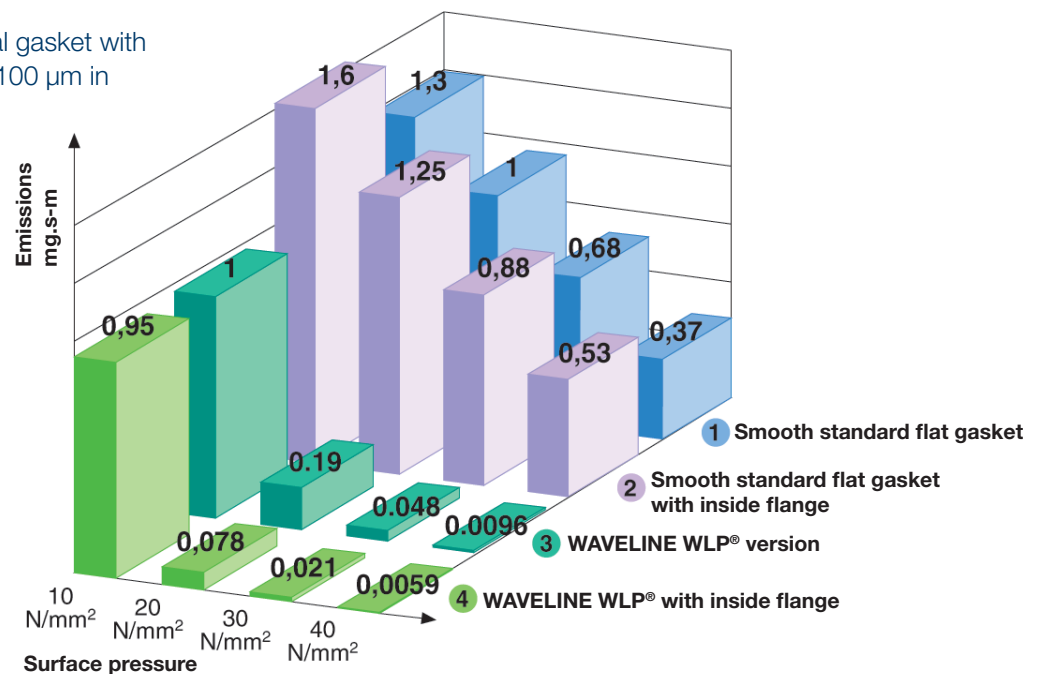 al gasket with
100 µm in
Emissions
mg.s-m
1,6
1,3
1,25
1
0,88
0,68
1
0,53
0,37
0,95
0.19
0.048
0.0096
0,078
0,021
0,0059
1 Smooth standard flat gasket
2 Smooth standard flat gasket
with inside flange
3 WAVELINE WLP® version
4 WAVELINE WLP® with inside flange
10
N/mm²
20
N/mm²
30
N/mm²
40
N/mm²
Surface pressure